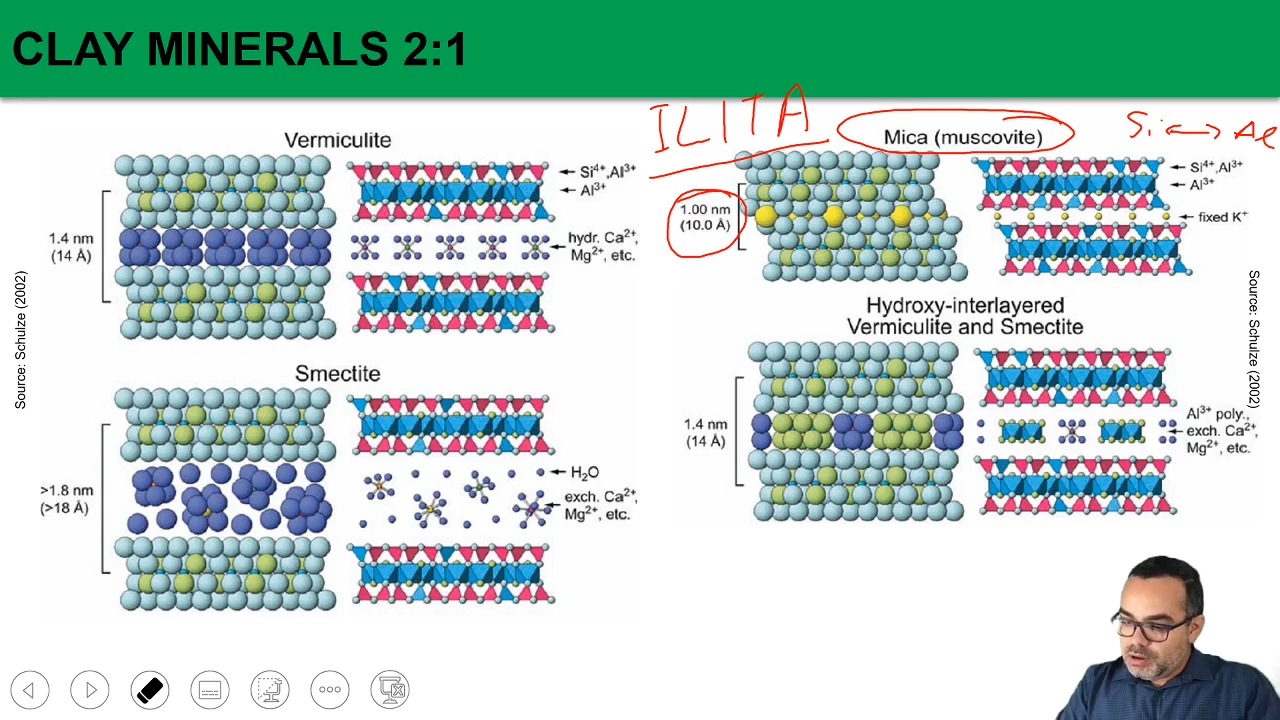 CLAY MINERALS 2:1
ILITA
Si ↔ Al
Vermiculite
1.4 nm
(14 Å)
Si⁴⁺,Al³⁺
Al³⁺
hydr. Ca²⁺,
Mg²⁺, etc.
Source: Schulze (2002)
Smectite
>1.8 nm
(>18 Å)
H₂O
exch. Ca²⁺,
Mg²⁺, etc.
Mica (muscovite)
1.00 nm
(10.0 Å)
Si⁴⁺,Al³⁺
Al³⁺
fixed K⁺
Source: Schulze (2002)
Hydroxy-interlayered
Vermiculite and Smectite
1.4 nm
(14 Å)
Al³⁺ poly.,
exch. Ca²⁺,
Mg²⁺, etc.